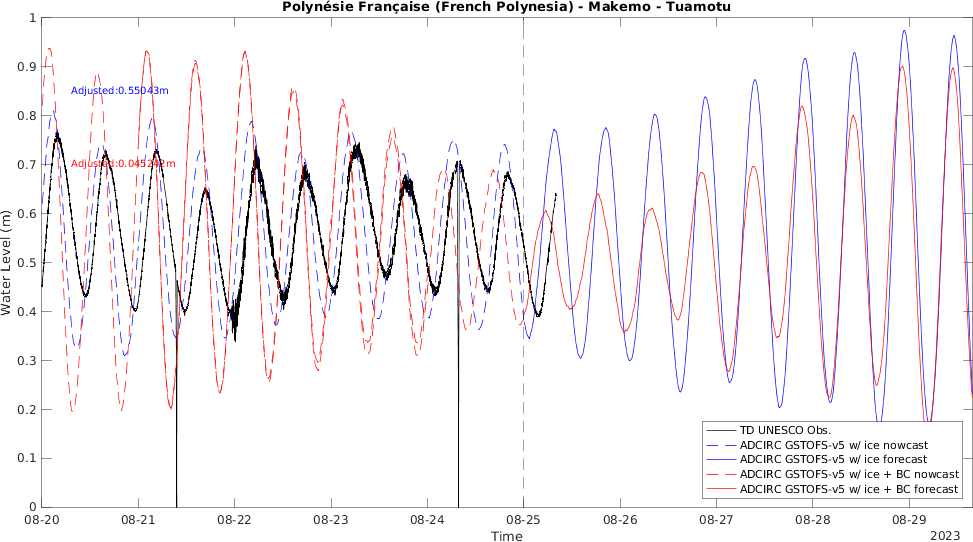 Polynésie Française (French Polynesia) - Makemo - Tuamotu
1
0.9
0.8
0.7
0.6
0.5
0.4
0.3
0.2
0.1
0
Water Level (m)
Adjusted:0.55043m
Adjusted:0.045242m
TD UNESCO Obs.
ADCIRC GSTOFS-v5 w/ ice nowcast
ADCIRC GSTOFS-v5 w/ ice forecast
ADCIRC GSTOFS-v5 w/ ice + BC nowcast
ADCIRC GSTOFS-v5 w/ ice + BC forecast
08-20 08-21 08-22 08-23 08-24 08-25 08-26 08-27 08-28 08-29
Time
2023